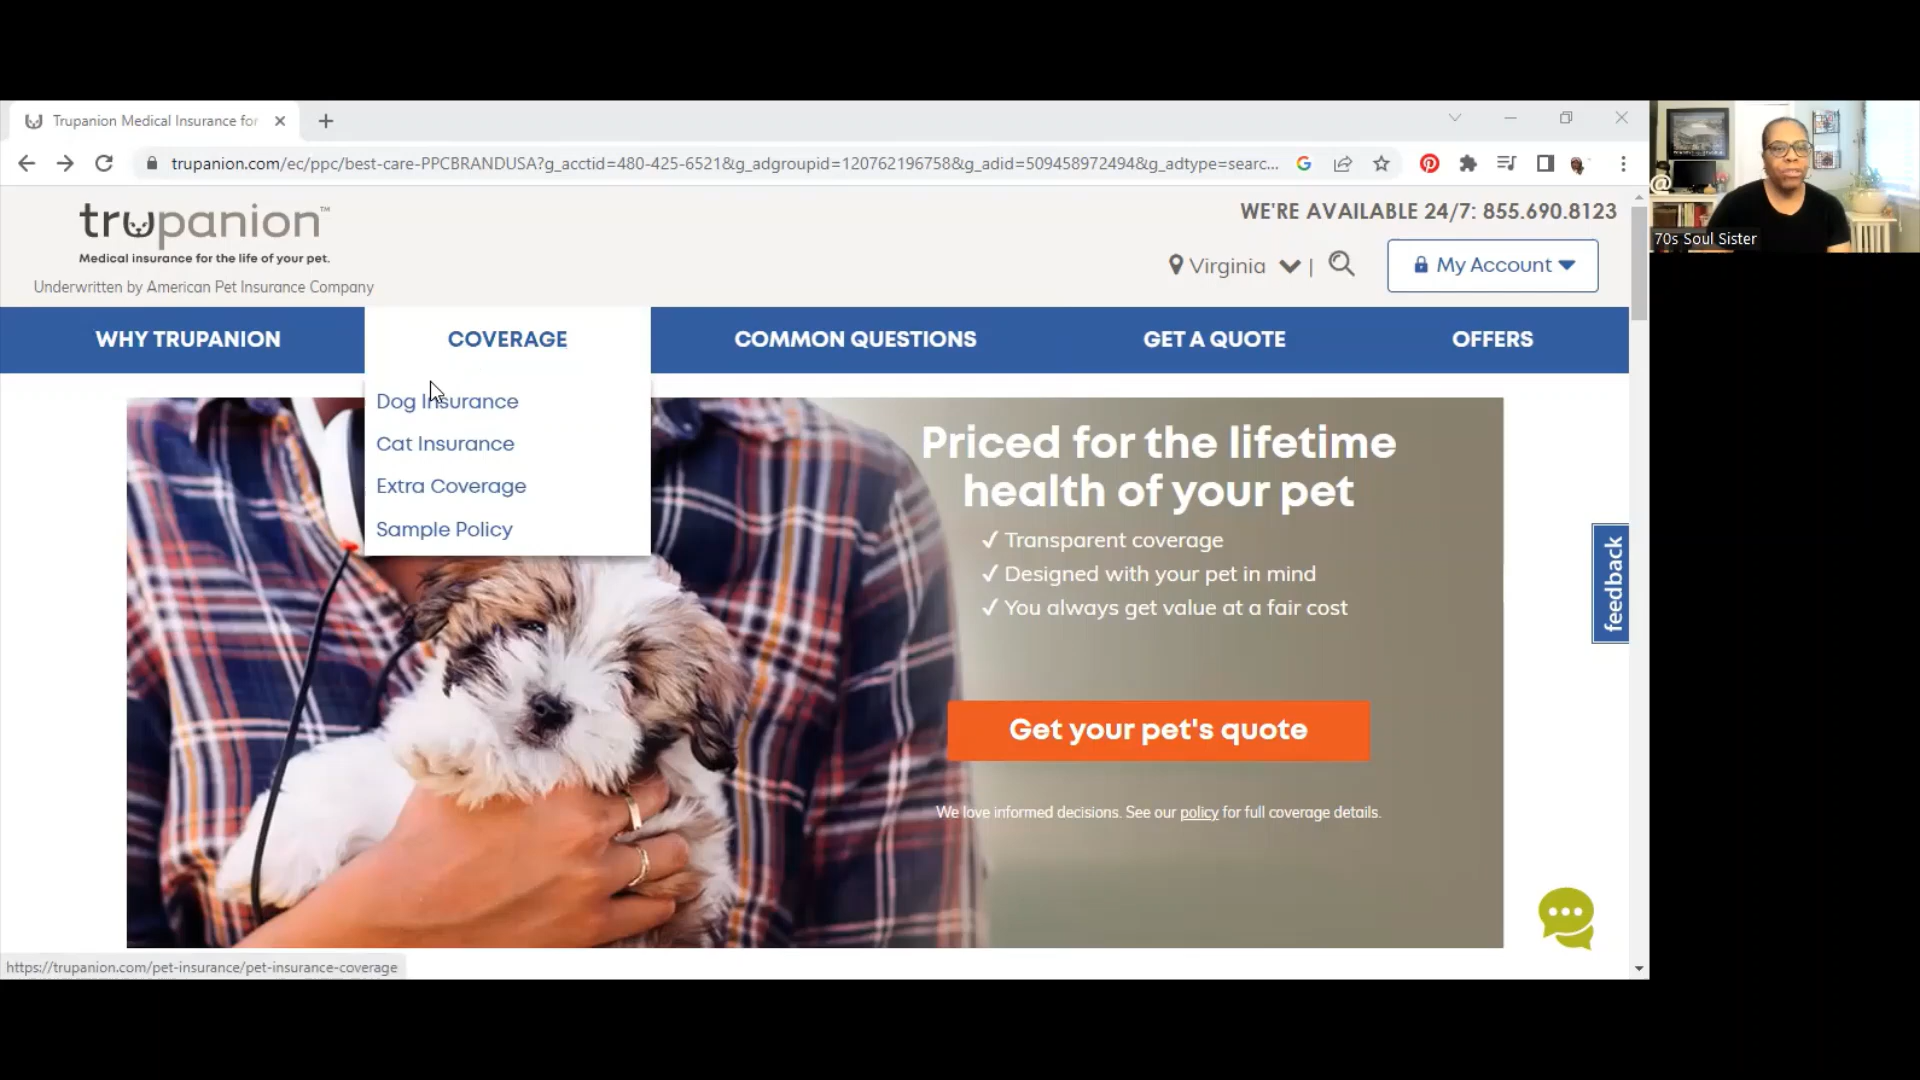 Trupanion Medical Insurance for
trupanion.com/ec/ppc/best-care-PPCBRANDUSA?g_acctid=480-425-6521&g_adgroupid=120762196758&g_adid=509458972494&g_adtype=searc...
trupanion™
Medical insurance for the life of your pet.
Underwritten by American Pet Insurance Company
WE'RE AVAILABLE 24/7: 855.690.8123
Virginia |
My Account
70s Soul Sister
WHY TRUPANION
COVERAGE
COMMON QUESTIONS
GET A QUOTE
OFFERS
Dog Insurance
Cat Insurance
Extra Coverage
Sample Policy
Priced for the lifetime
health of your pet
✓ Transparent coverage
✓ Designed with your pet in mind
✓ You always get value at a fair cost
Get your pet's quote
We love informed decisions. See our policy for full coverage details.
feedback
https://trupanion.com/pet-insurance/pet-insurance-coverage